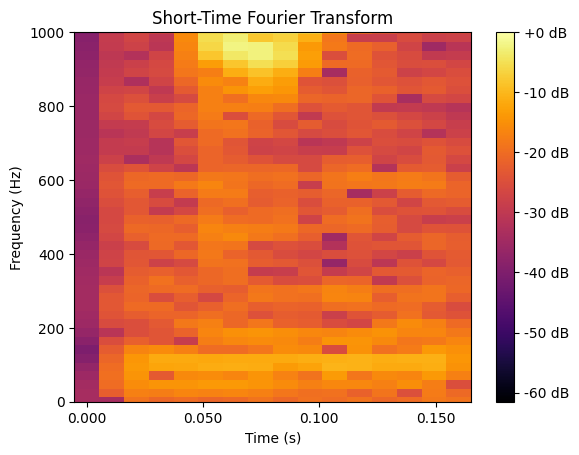 Short-Time Fourier Transform
Frequency (Hz)
1000
800
600
400
200
0
0.000
0.050
0.100
0.150
Time (s)
+0 dB
-10 dB
-20 dB
-30 dB
-40 dB
-50 dB
-60 dB